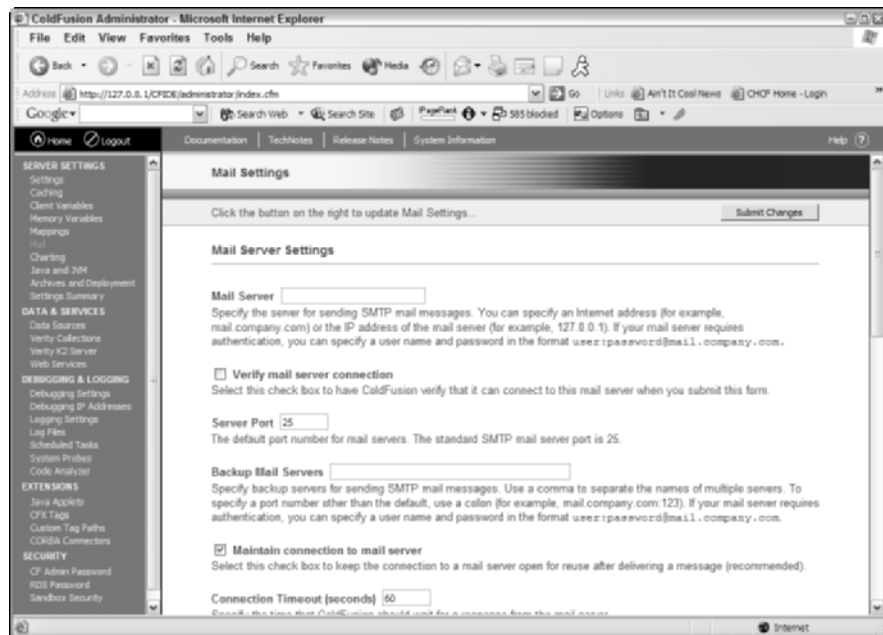 ColdFusion Administrator - Microsoft Internet Explorer
File Edit View Favorites Tools Help
Back Search Favorites Media
Address http://127.0.0.1/CFIDE/administrator/index.cfm Go Links Ain't It Cool News CHOF Home - Login
Google Search Web Search Site PageRank 585 blocked Options
Home Logout Documentation TechNotes Release Notes System Information Help
SERVER SETTINGS
Settings
Caching
Client Variables
Memory Variables
Mappings
Mail
Charting
Java and JVM
Archives and Deployment
Settings Summary
DATA & SERVICES
Data Sources
Verity Collections
Verity K2 Server
Web Services
DEBUGGING & LOGGING
Debugging Settings
Debugging IP Addresses
Logging Settings
Log Files
Scheduled Tasks
System Probes
Code Analyzer
EXTENSIONS
Java Applets
CFX Tags
Custom Tag Paths
CORBA Connectors
SECURITY
CF Admin Password
RDS Password
Sandbox Security
Mail Settings
Click the button on the right to update Mail Settings... Submit Changes
Mail Server Settings
Mail Server
Specify the server for sending SMTP mail messages. You can specify an Internet address (for example,
mail.company.com) or the IP address of the mail server (for example, 127.0.0.1). If your mail server requires
authentication, you can specify a user name and password in the format user:password@mail.company.com.
Verify mail server connection
Select this check box to have ColdFusion verify that it can connect to this mail server when you submit this form.
Server Port 25
The default port number for mail servers. The standard SMTP mail server port is 25.
Backup Mail Servers
Specify backup servers for sending SMTP mail messages. Use a comma to separate the names of multiple servers. To
specify a port number other than the default, use a colon (for example, mail.company.com:123). If your mail server requires
authentication, you can specify a user name and password in the format user:password@mail.company.com.
Maintain connection to mail server
Select this check box to keep the connection to a mail server open for reuse after delivering a message (recommended).
Connection Timeout (seconds) 60
Specify the time that ColdFusion should wait for a response from the mail server.
Internet